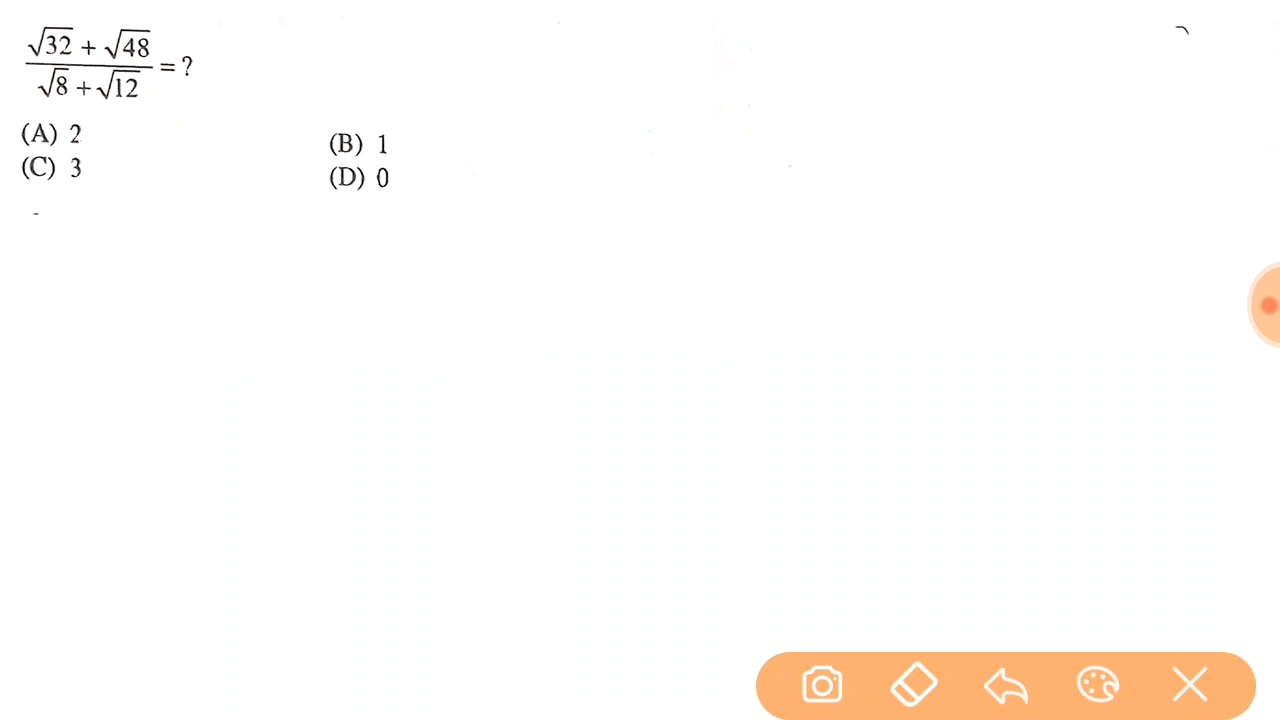 (√32 + √48) / (√8 + √12) = ?
(A) 2 (B) 1
(C) 3 (D) 0